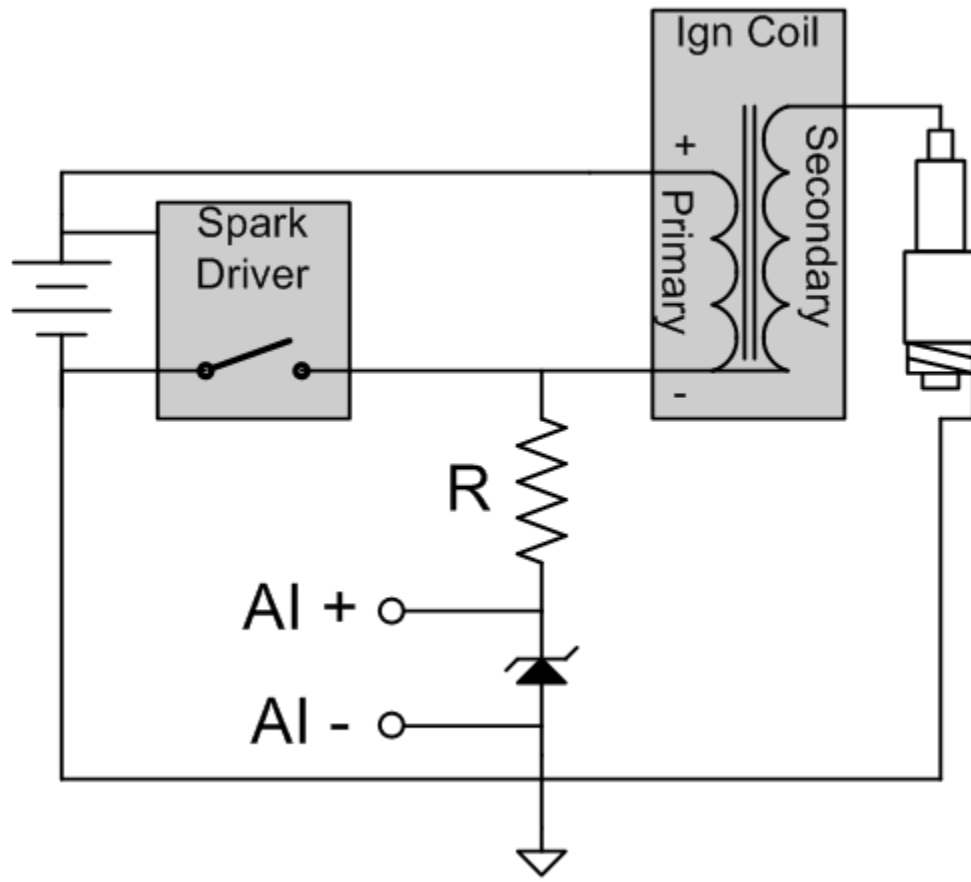 Ign Coil
+
Primary
-
Secondary
Spark
Driver
R
AI +
AI -